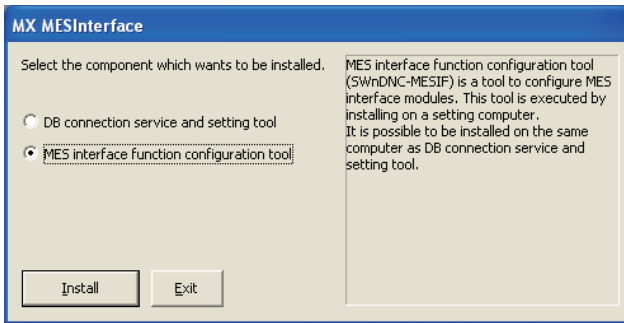 MX MESInterface
Select the component which wants to be installed.
DB connection service and setting tool
MES interface function configuration tool
MES interface function configuration tool
(SWnDNC-MESIF) is a tool to configure MES
interface modules. This tool is executed by
installing on a setting computer.
It is possible to be installed on the same
computer as DB connection service and
setting tool.
Install
Exit